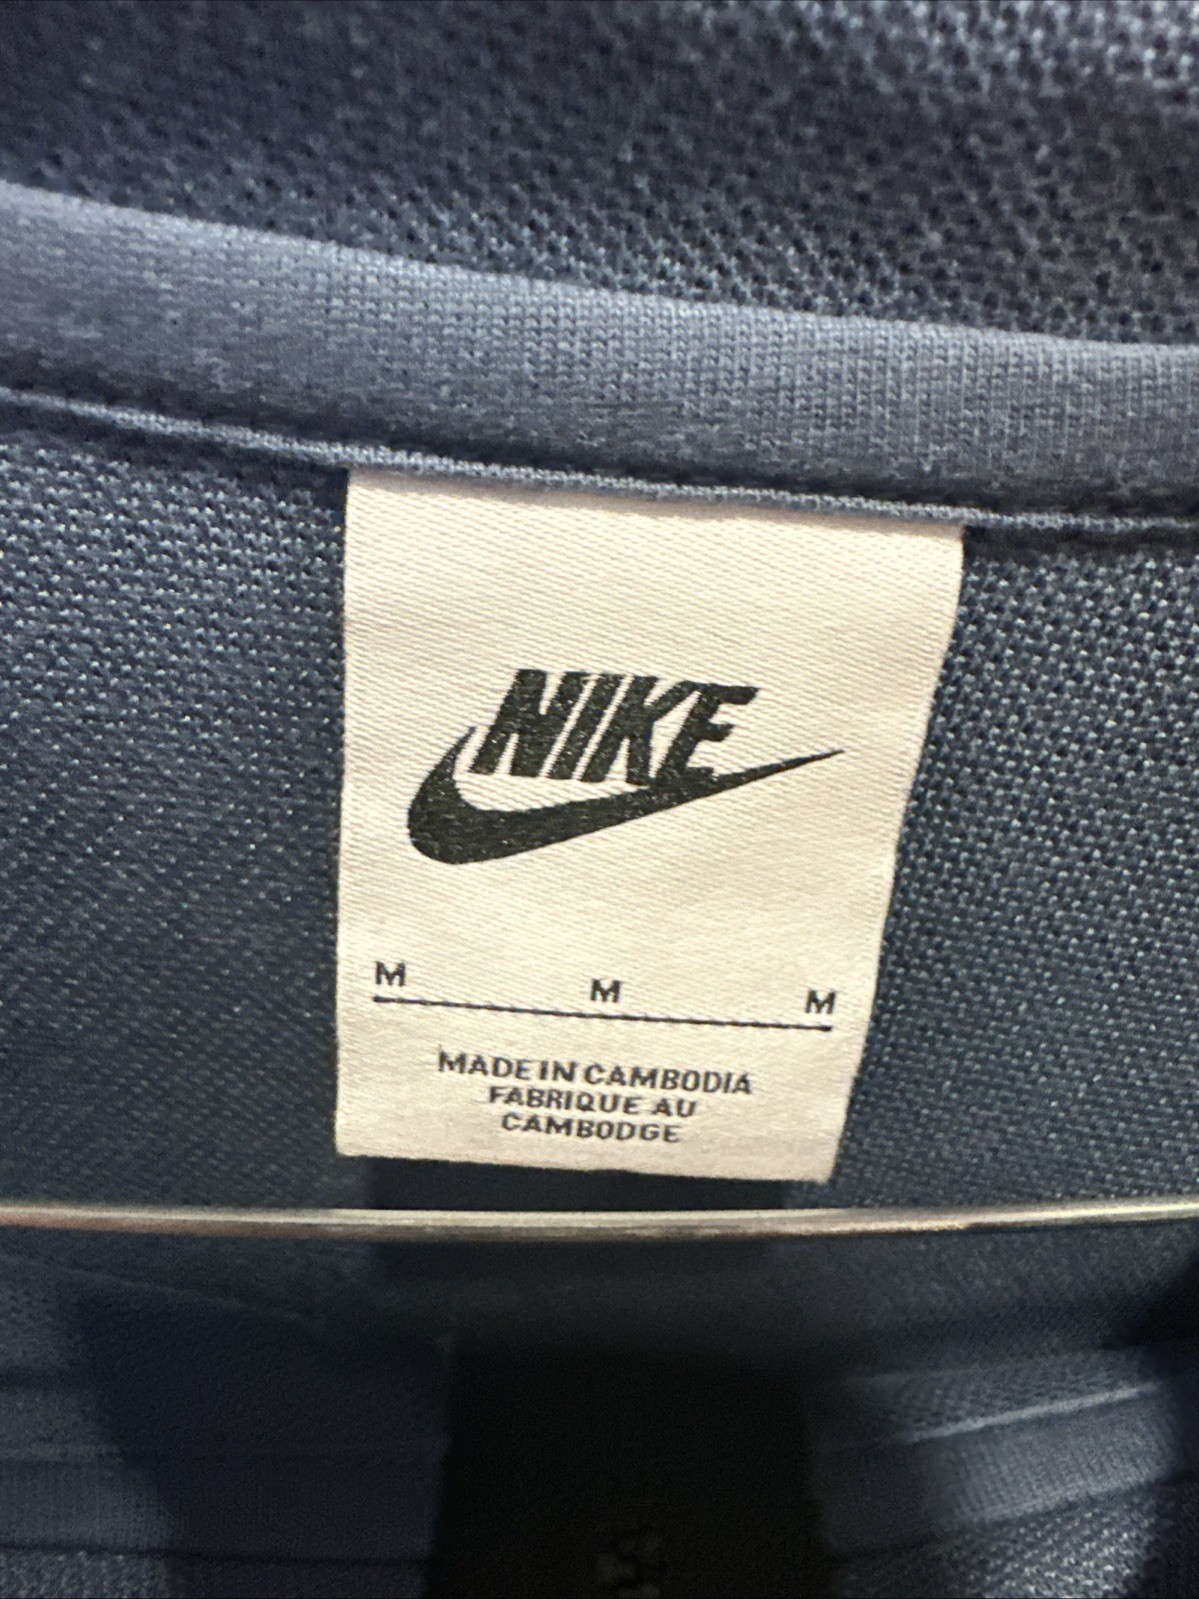 NIKE
M M M
MADE IN CAMBODIA
FABRIQUE AU
CAMBODGE